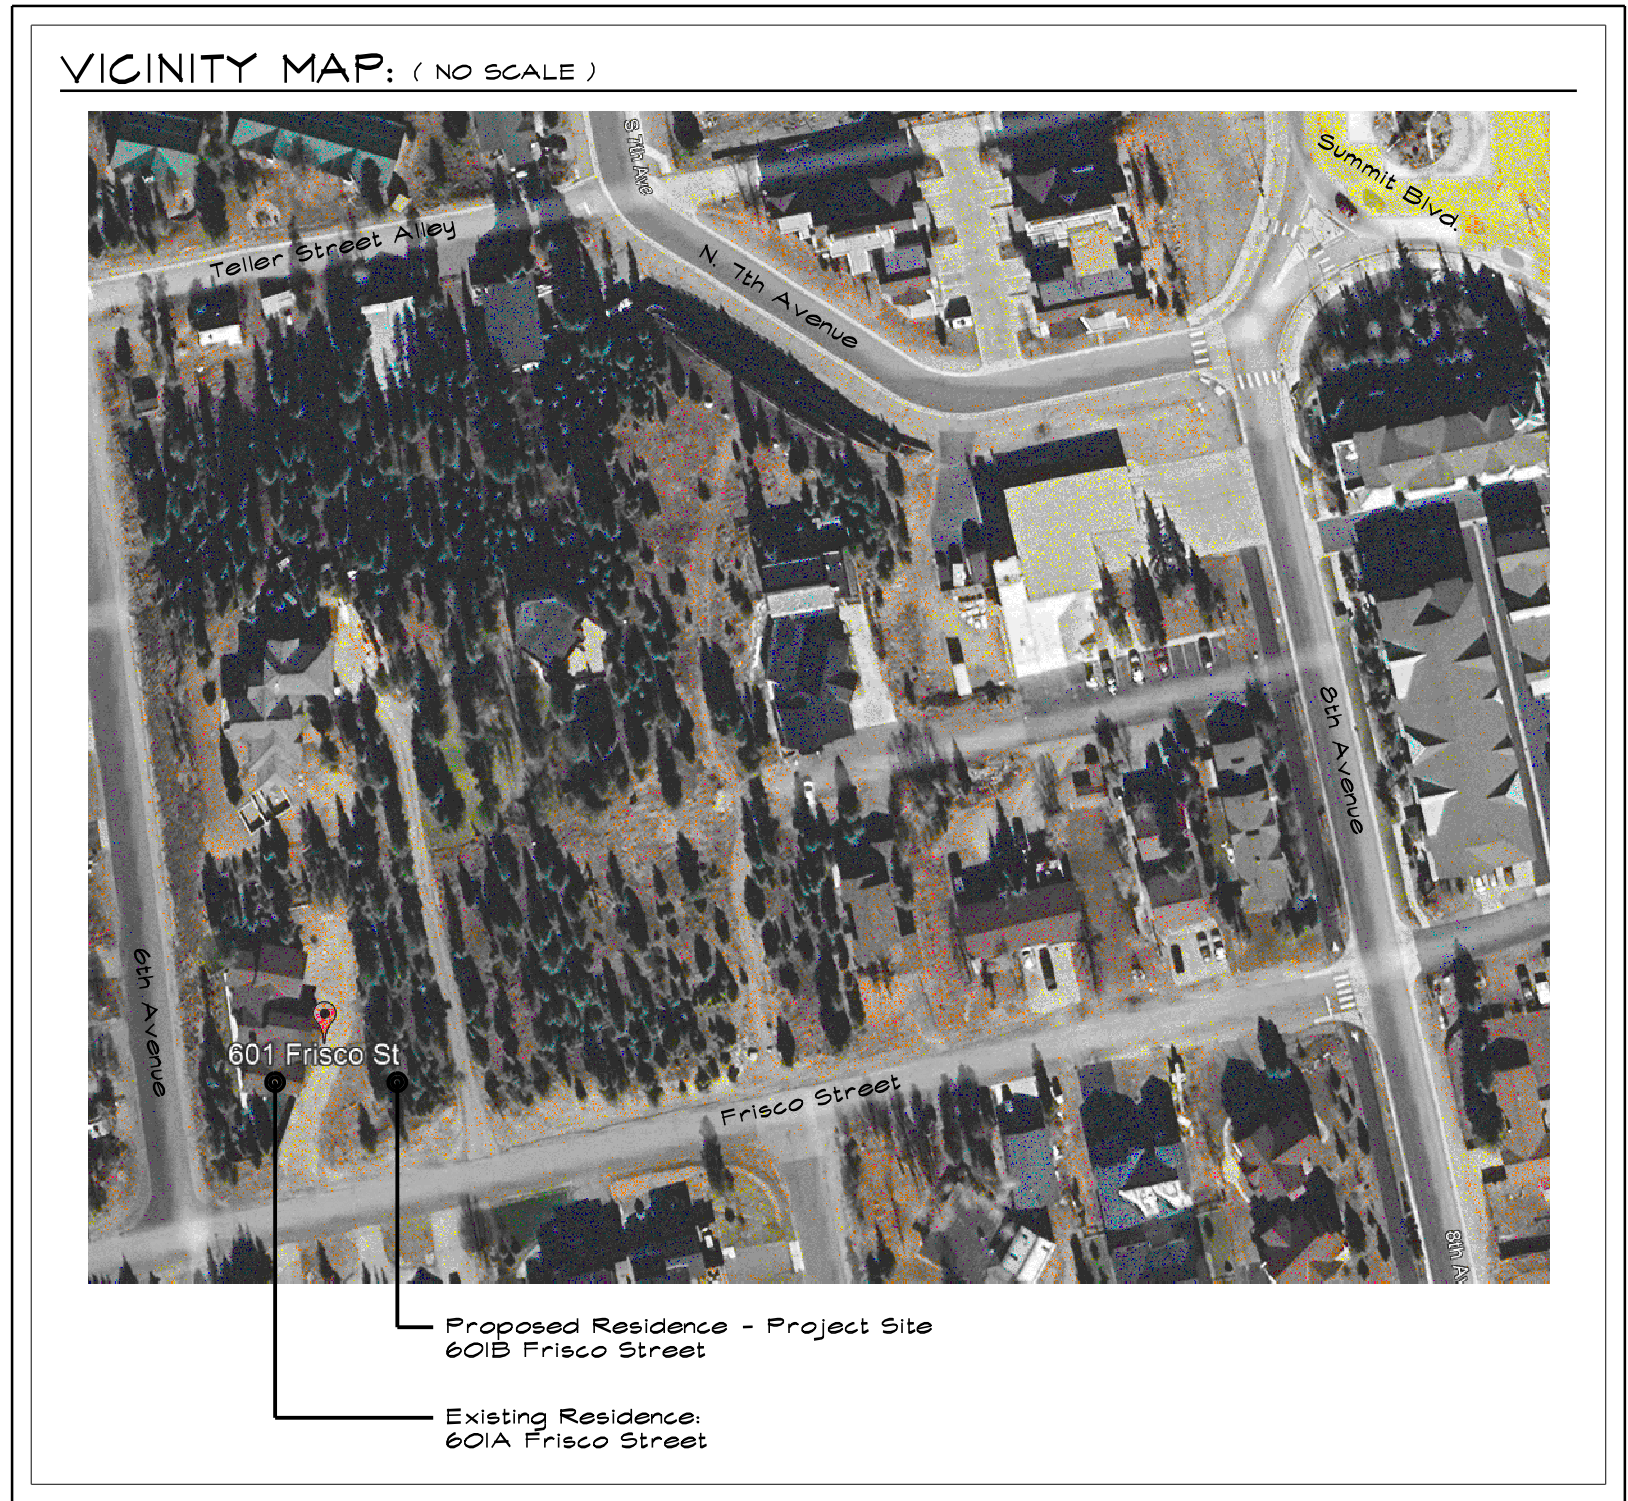 VICINITY MAP: ( NO SCALE )
S 7th Ave
Summit Blvd.
Teller Street Alley
N. 7th Avenue
8th Avenue
6th Avenue
601 Frisco St
Frisco Street
8th Av
Proposed Residence - Project Site
601B Frisco Street
Existing Residence:
601A Frisco Street